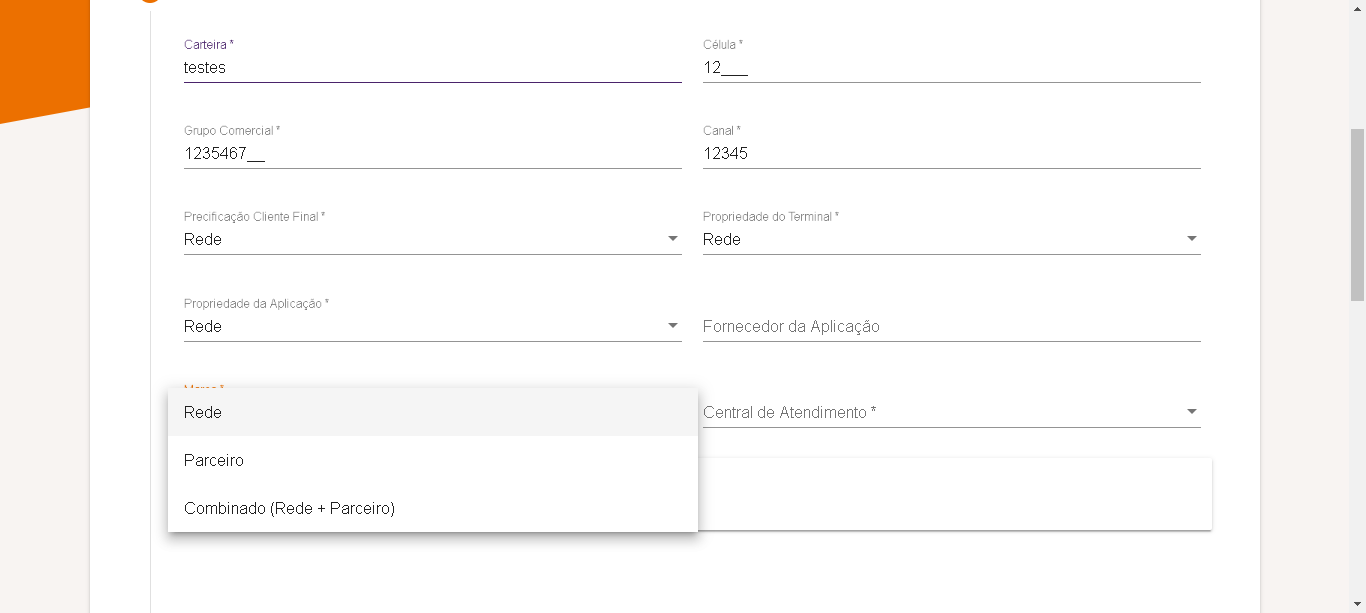 Carteira *
testes
Célula *
12___
Grupo Comercial *
1235467__
Canal *
12345
Precificação Cliente Final *
Rede
Propriedade do Terminal *
Rede
Propriedade da Aplicação *
Rede
Fornecedor da Aplicação
Rede
Parceiro
Combinado (Rede + Parceiro)
Central de Atendimento *